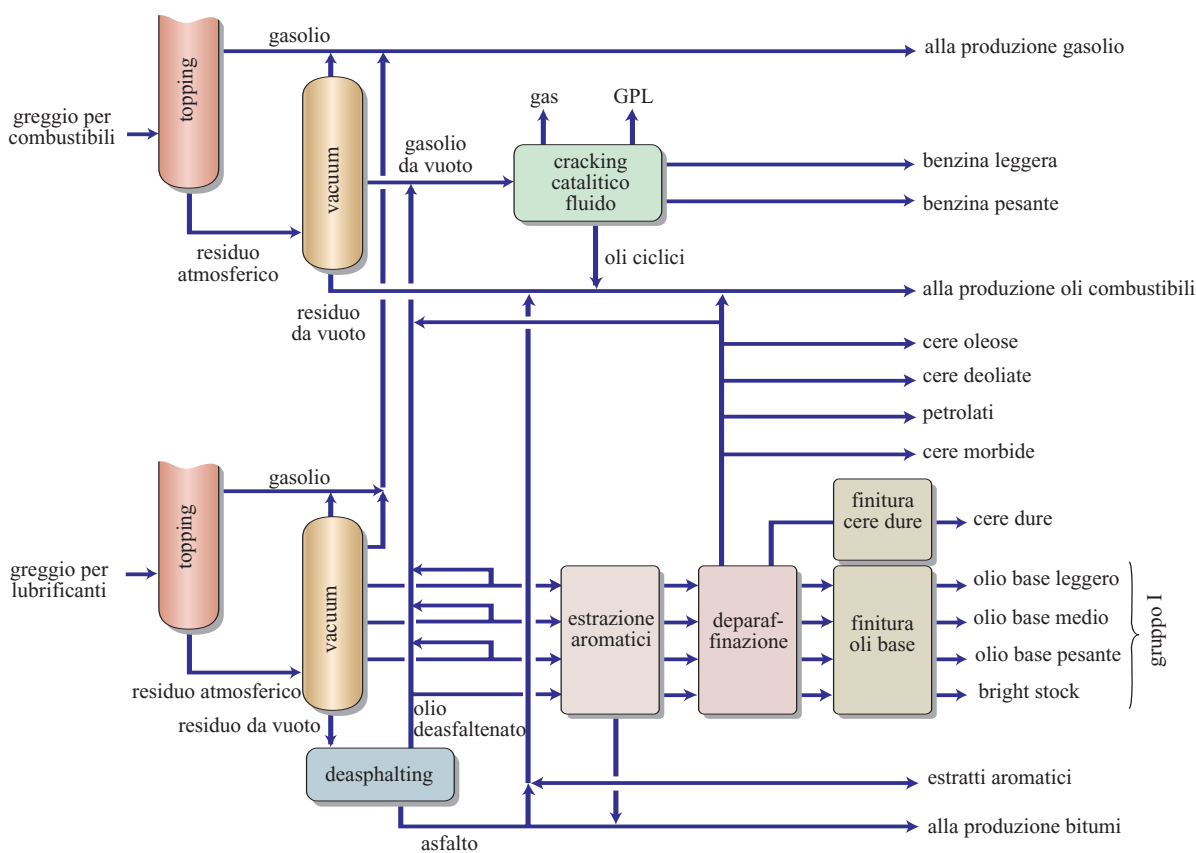 gasolio
alla produzione gasolio
topping
greggio per
combustibili
gas
GPL
gasolio
da vuoto
vacuum
cracking
catalitico
fluido
benzina leggera
benzina pesante
residuo
atmosferico
oli ciclici
residuo
da vuoto
alla produzione oli combustibili
cere oleose
cere deoliate
petrolati
cere morbide
gasolio
topping
greggio per
lubrificanti
vacuum
finitura
cere dure
cere dure
estrazione
aromatici
deparaf-
finazione
finitura
oli base
olio base leggero
olio base medio
olio base pesante
bright stock
gruppo I
residuo atmosferico
residuo da vuoto
olio
deasfaltenato
deasphalting
estratti aromatici
asfalto
alla produzione bitumi